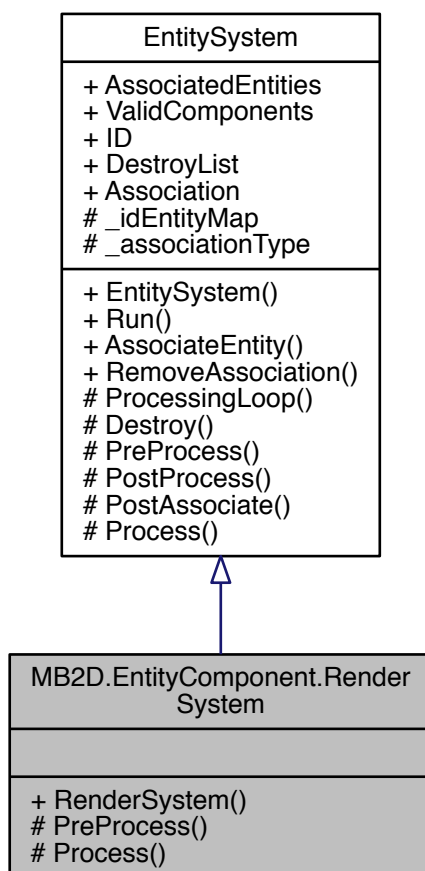 EntitySystem
+ AssociatedEntities
+ ValidComponents
+ ID
+ DestroyList
+ Association
# _idEntityMap
# _associationType
+ EntitySystem()
+ Run()
+ AssociateEntity()
+ RemoveAssociation()
# ProcessingLoop()
# Destroy()
# PreProcess()
# PostProcess()
# PostAssociate()
# Process()
MB2D.EntityComponent.Render
System
+ RenderSystem()
# PreProcess()
# Process()